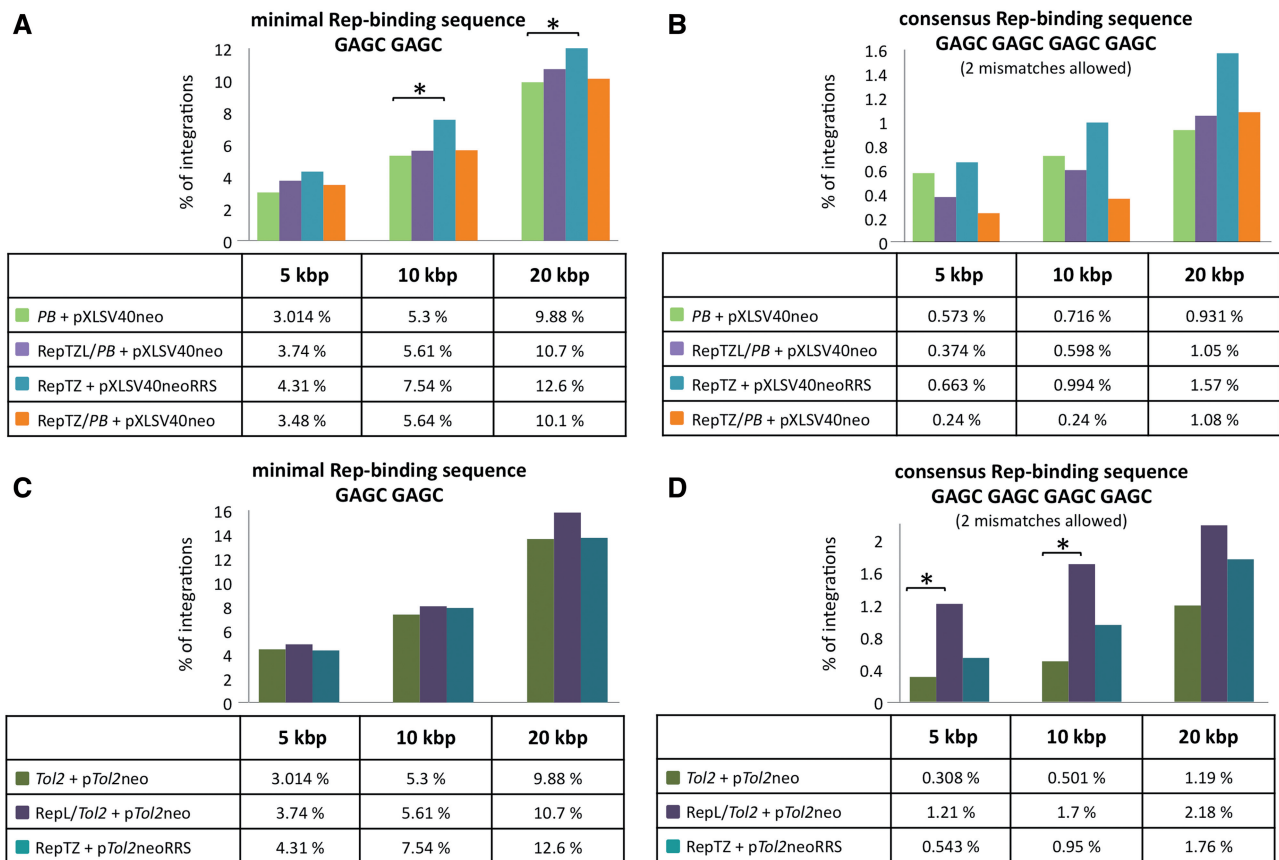 A
minimal Rep-binding sequence
GAGC GAGC
% of integrations
12
10
8
6
4
2
0
*
*
5 kbp 10 kbp 20 kbp
PB + pXLSV40neo 3.014 % 5.3 % 9.88 %
RepTZL/PB + pXLSV40neo 3.74 % 5.61 % 10.7 %
RepTZ + pXLSV40neoRRS 4.31 % 7.54 % 12.6 %
RepTZ/PB + pXLSV40neo 3.48 % 5.64 % 10.1 %
B
consensus Rep-binding sequence
GAGC GAGC GAGC GAGC
(2 mismatches allowed)
% of integrations
1.6
1.4
1.2
1
0.8
0.6
0.4
0.2
0
5 kbp 10 kbp 20 kbp
PB + pXLSV40neo 0.573 % 0.716 % 0.931 %
RepTZL/PB + pXLSV40neo 0.374 % 0.598 % 1.05 %
RepTZ + pXLSV40neoRRS 0.663 % 0.994 % 1.57 %
RepTZ/PB + pXLSV40neo 0.24 % 0.24 % 1.08 %
C
minimal Rep-binding sequence
GAGC GAGC
% of integrations
16
14
12
10
8
6
4
2
0
5 kbp 10 kbp 20 kbp
Tol2 + pTol2neo 3.014 % 5.3 % 9.88 %
RepL/Tol2 + pTol2neo 3.74 % 5.61 % 10.7 %
RepTZ + pTol2neoRRS 4.31 % 7.54 % 12.6 %
D
consensus Rep-binding sequence
GAGC GAGC GAGC GAGC
(2 mismatches allowed)
% of integrations
2
1.6
1.2
0.8
0.4
0
*
*
5 kbp 10 kbp 20 kbp
Tol2 + pTol2neo 0.308 % 0.501 % 1.19 %
RepL/Tol2 + pTol2neo 1.21 % 1.7 % 2.18 %
RepTZ + pTol2neoRRS 0.543 % 0.95 % 1.76 %